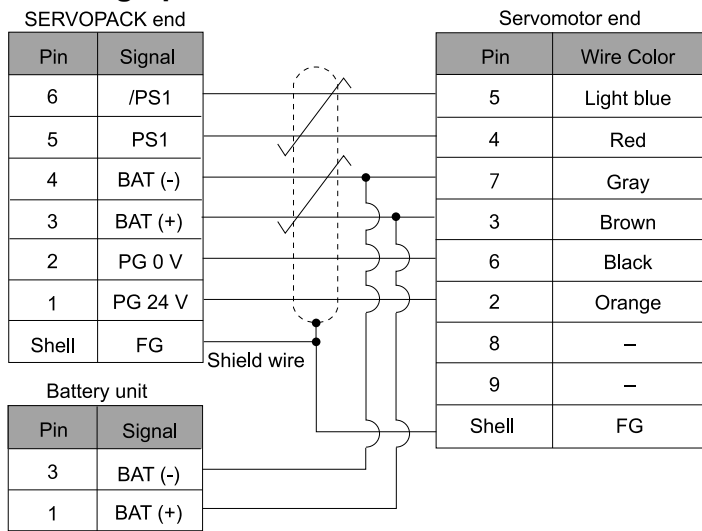 SERVOPACK end
Pin Signal
6 /PS1
5 PS1
4 BAT (-)
3 BAT (+)
2 PG 0 V
1 PG 24 V
Shell FG
Shield wire
Battery unit
Pin Signal
3 BAT (-)
1 BAT (+)
Servomotor end
Pin Wire Color
5 Light blue
4 Red
7 Gray
3 Brown
6 Black
2 Orange
8 –
9 –
Shell FG